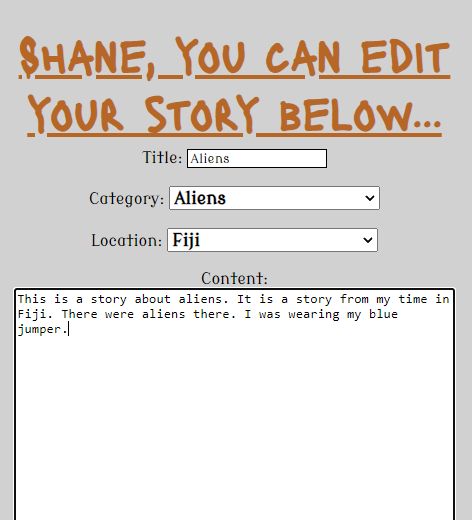 SHANE, YOU CAN EDIT
YOUR STORY BELOW...
Title: Aliens
Category: Aliens
Location: Fiji
Content:
This is a story about aliens. It is a story from my time in
Fiji. There were aliens there. I was wearing my blue
jumper.